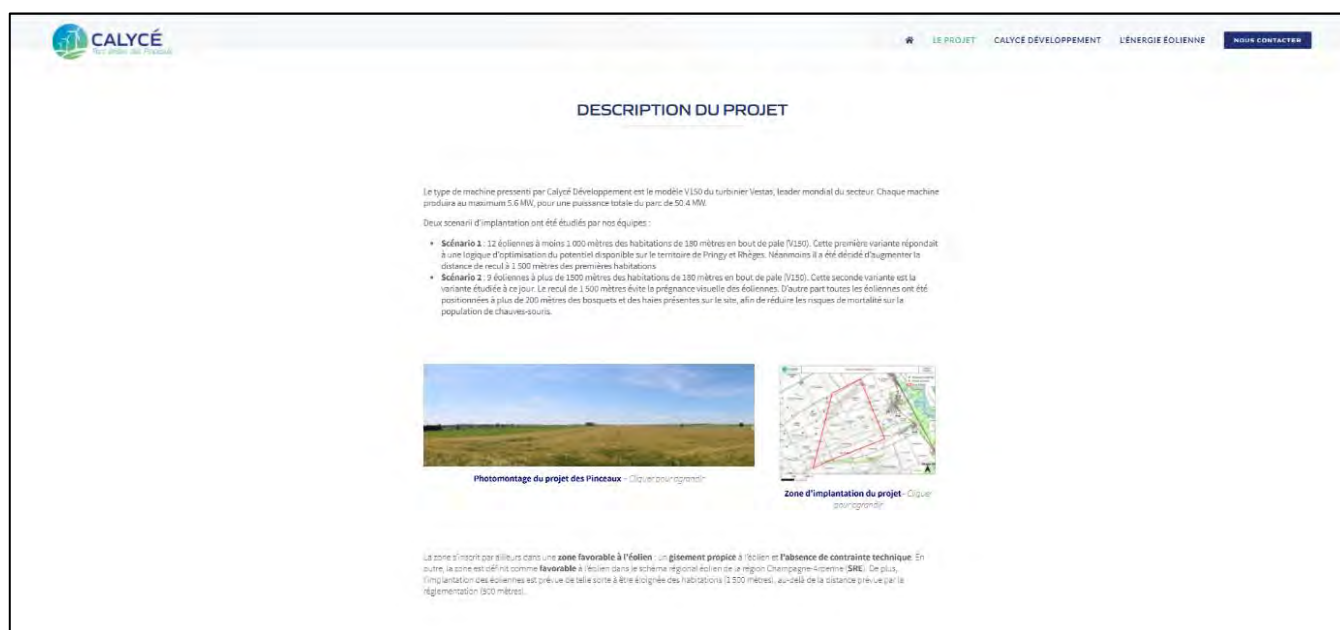 CALYCÉ
Parc éolien des Pinceaux
LE PROJET CALYCÉ DÉVELOPPEMENT L'ÉNERGIE ÉOLIENNE NOUS CONTACTER
DESCRIPTION DU PROJET
Le type de machine pressenti par Calycé Développement est le modèle V150 du turbinier Vestas, leader mondial du secteur. Chaque machine
produira au maximum 5.6 MW, pour une puissance totale du parc de 50.4 MW.
Deux scenarii d'implantation ont été étudiés par nos équipes :
• Scénario 1 : 12 éoliennes à moins 1 000 mètres des habitations de 180 mètres en bout de pale (V150). Cette première variante répondait
à une logique d'optimisation du potentiel disponible sur le territoire de Pringy et Rhèges. Néanmoins il a été décidé d'augmenter la
distance de recul à 1 500 mètres des premières habitations
• Scénario 2 : 9 éoliennes à plus de 1500 mètres des habitations de 180 mètres en bout de pale (V150). Cette seconde variante est la
variante étudiée à ce jour. Le recul de 1 500 mètres évite la prégnance visuelle des éoliennes. D'autre part toutes les éoliennes ont été
positionnées à plus de 200 mètres des bosquets et des haies présentes sur le site, afin de réduire les risques de mortalité sur la
population de chauves-souris.
Photomontage du projet des Pinceaux - Cliquer pour agrandir
Zone d'implantation du projet - Cliquer
pour agrandir
La zone s'inscrit par ailleurs dans une zone favorable à l'éolien : un gisement propice à l'éolien et l'absence de contrainte technique. En
outre, la zone est définit comme favorable à l'éolien dans le schéma régional éolien de la région Champagne-Ardenne (SRE). De plus,
l'implantation des éoliennes est prévue de telle sorte à être éloignée des habitations (1 500 mètres), au-delà de la distance prévue par la
réglementation (500 mètres).